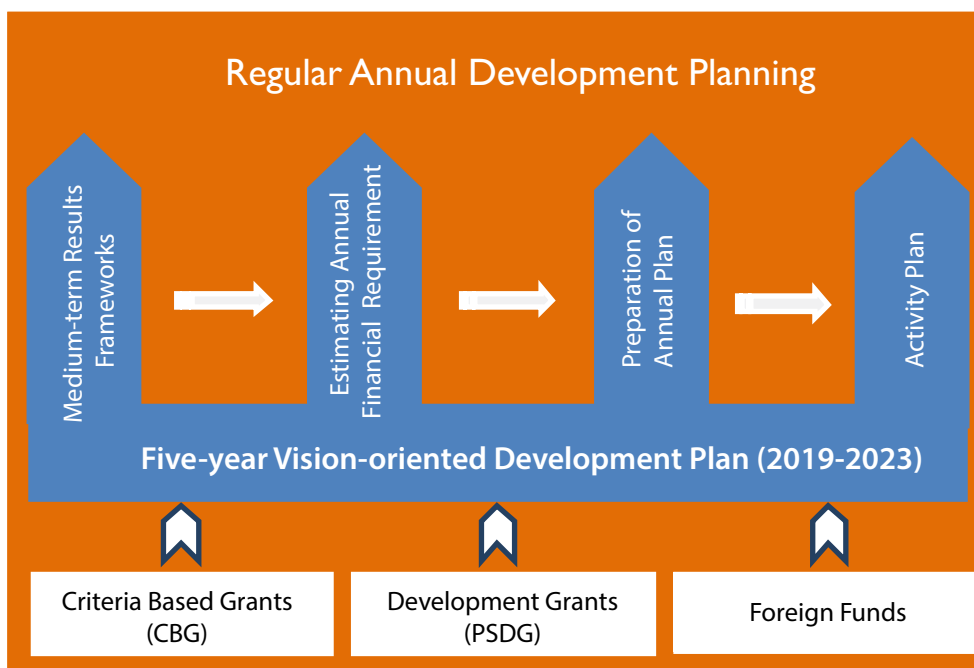 Regular Annual Development Planning
Medium-term Results
Frameworks
Estimating Annual
Financial Requirement
Preparation of
Annual Plan
Activity Plan
Five-year Vision-oriented Development Plan (2019-2023)
Criteria Based Grants
(CBG)
Development Grants
(PSDG)
Foreign Funds